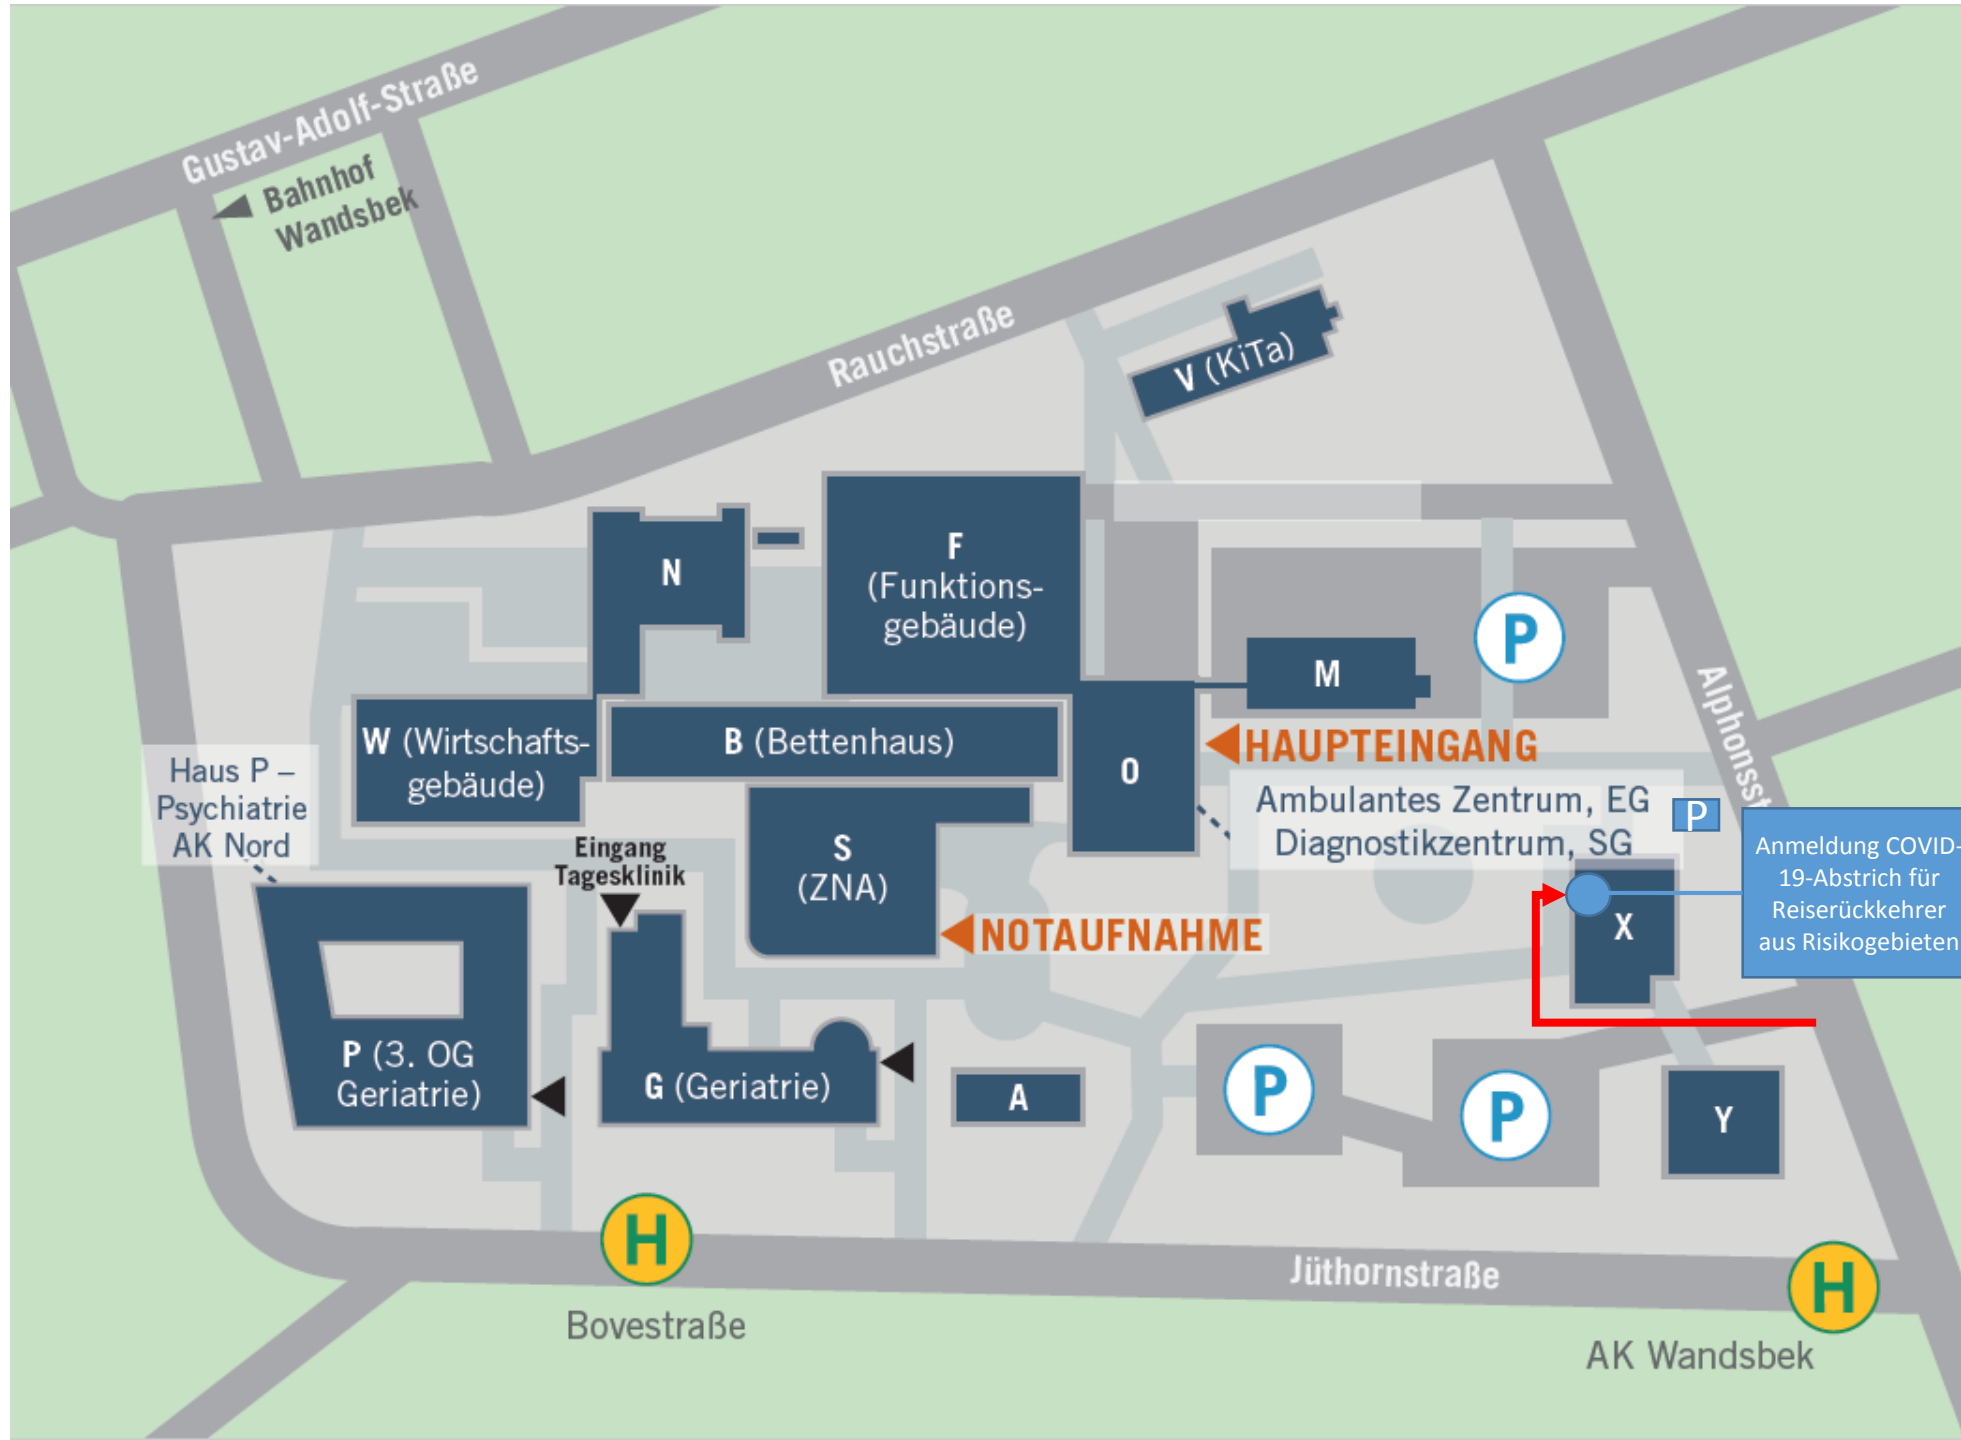 Gustav-Adolf-Straße
Bahnhof
Wandsbek
Rauchstraße
V (KiTa)
N
F
(Funktions-
gebäude)
P
M
Alphonsstr
W (Wirtschafts-
gebäude)
B (Bettenhaus)
O
HAUPTEINGANG
Ambulantes Zentrum, EG
Diagnostikzentrum, SG
P
Haus P –
Psychiatrie
AK Nord
Eingang
Tagesklinik
S
(ZNA)
NOTAUFNAHME
X
Anmeldung COVID-
19-Abstrich für
Reiserückkehrer
aus Risikogebieten
P (3. OG
Geriatrie)
G (Geriatrie)
A
P
P
Y
H
Bovestraße
Jüthornstraße
H
AK Wandsbek